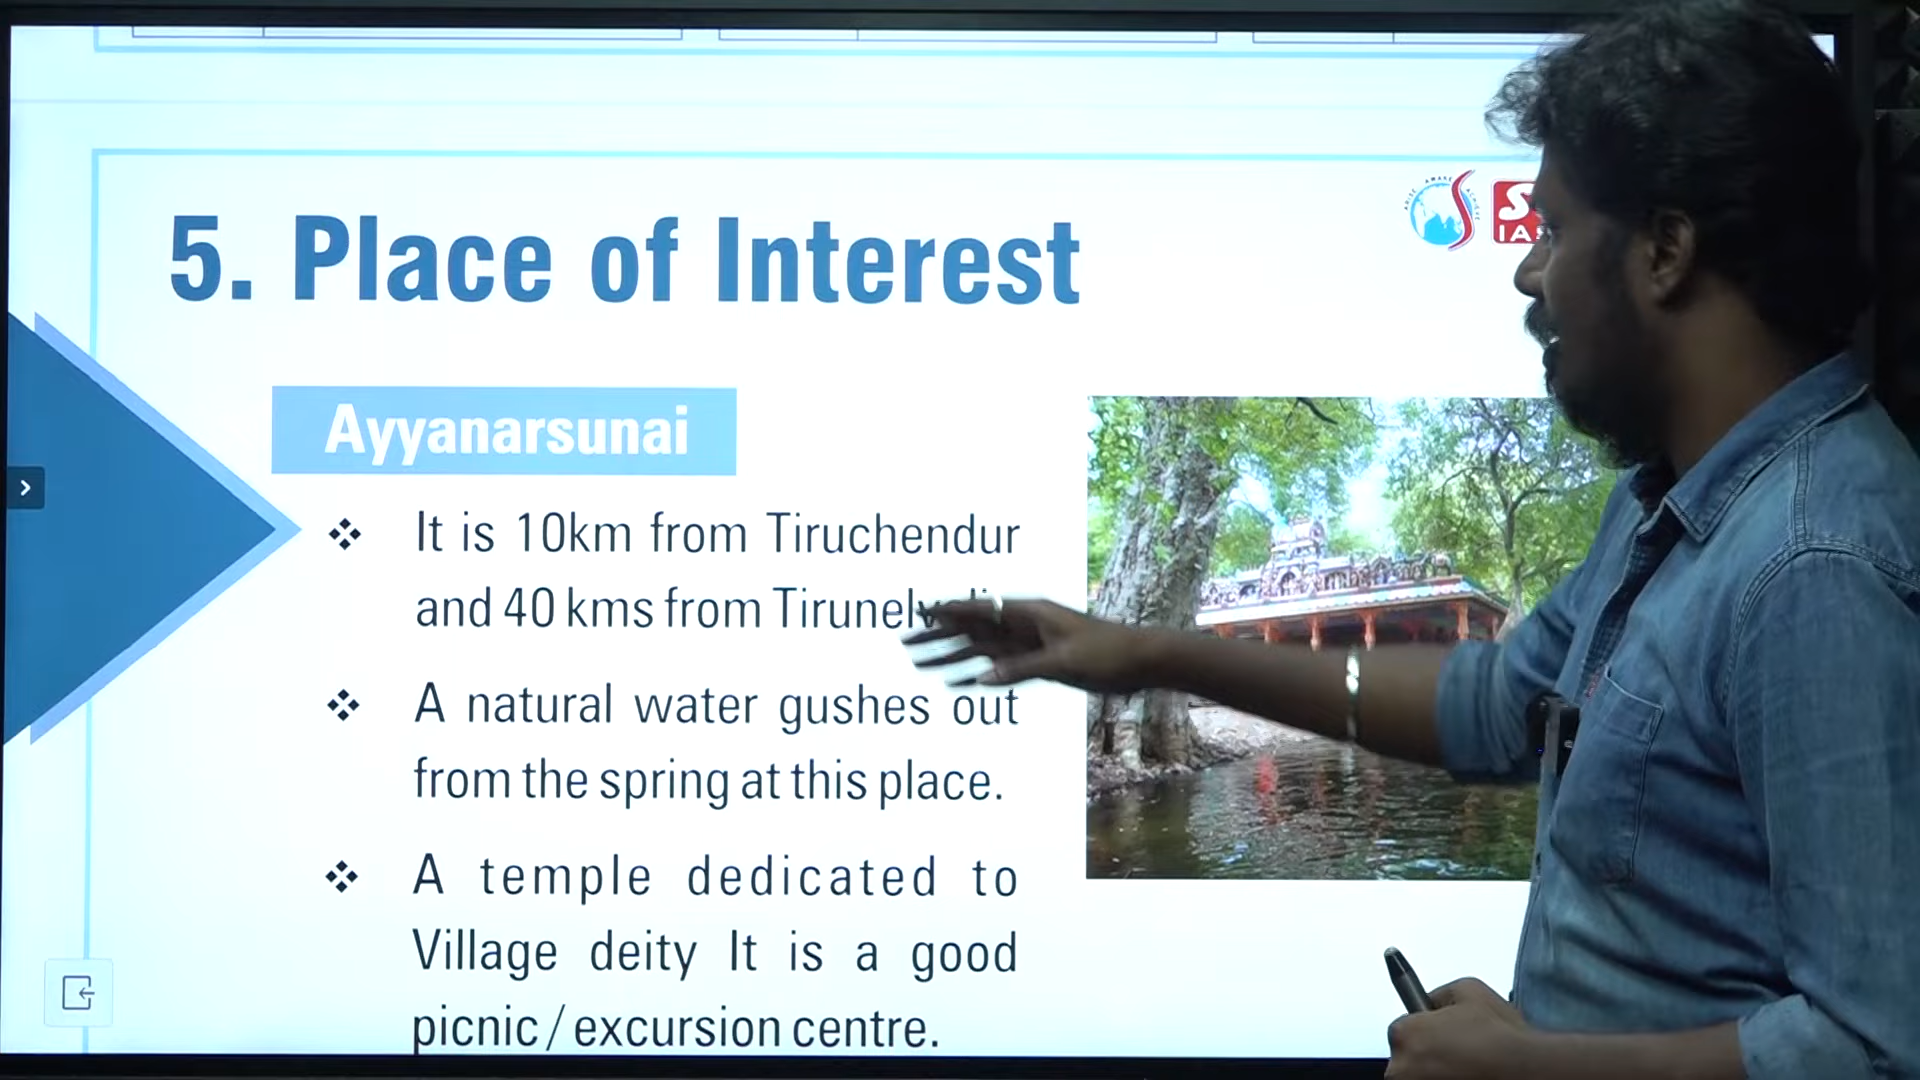 5. Place of Interest
IAS
Ayyanarsunai
It is 10km from Tiruchendur
and 40 kms from
A natural water gushes out
from the spring at this place.
A temple dedicated to
Village deity It is a good
picnic / excursion centre.